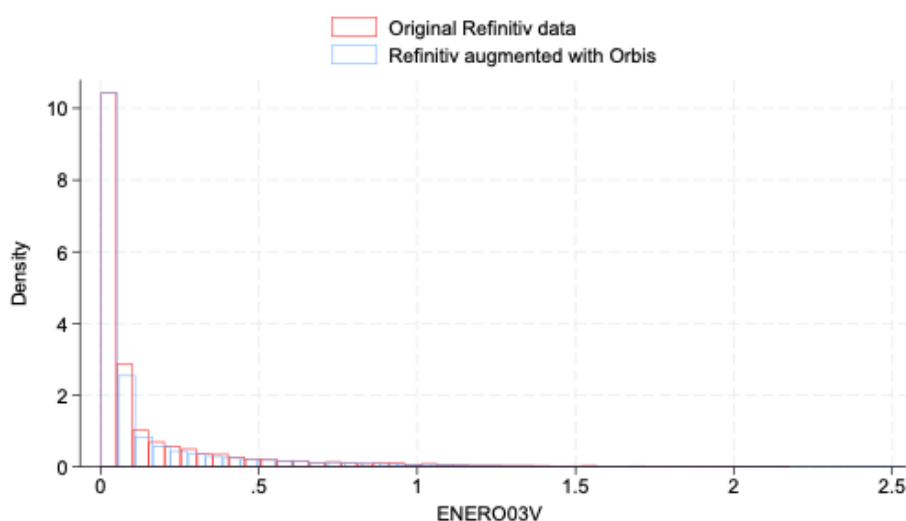 Original Refinitiv data
Refinitiv augmented with Orbis
Density
10
8
6
4
2
0
0 .5 1 1.5 2 2.5
ENERO03V